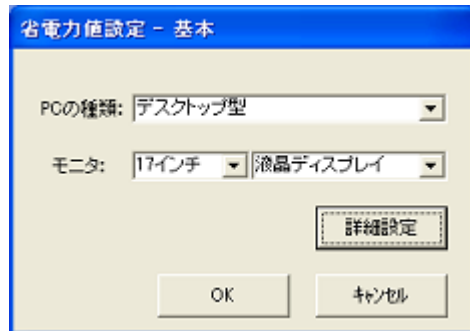 省電力値設定 - 基本
PCの種類: デスクトップ型
モニタ: 17インチ 液晶ディスプレイ
詳細設定
OK キャンセル